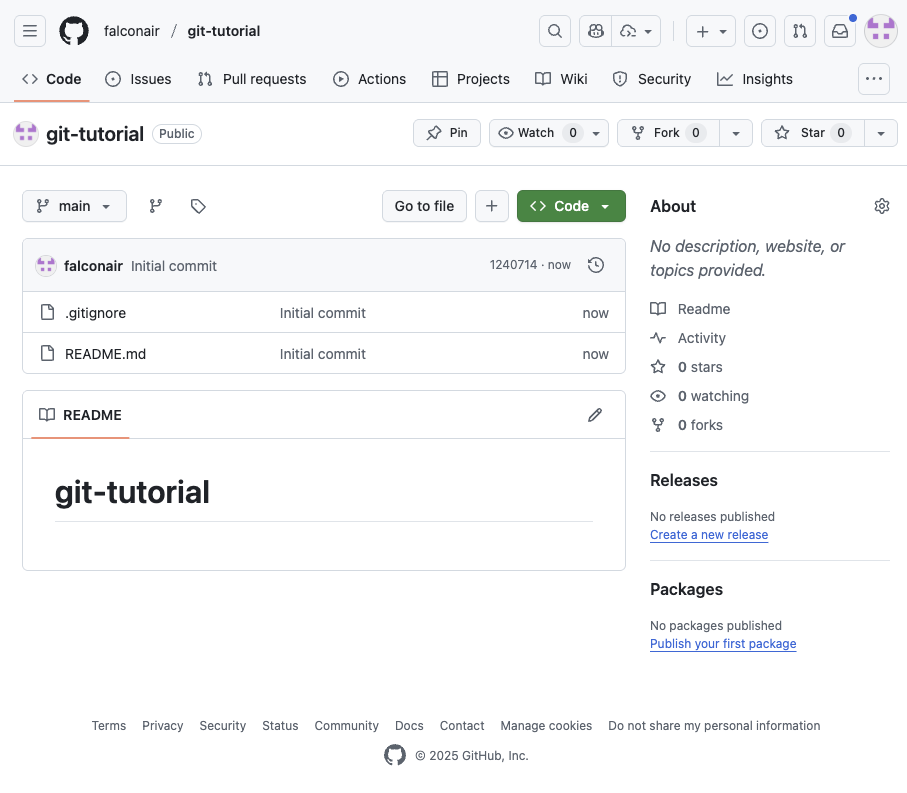 falconair / git-tutorial
Code Issues Pull requests Actions Projects Wiki Security Insights
git-tutorial Public Pin Watch 0 Fork 0 Star 0
main Go to file + Code
falconair Initial commit 1240714 · now
.gitignore Initial commit now
README.md Initial commit now
README
git-tutorial
About
No description, website, or
topics provided.
Readme
Activity
0 stars
0 watching
0 forks
Releases
No releases published
Create a new release
Packages
No packages published
Publish your first package
Terms Privacy Security Status Community Docs Contact Manage cookies Do not share my personal information
© 2025 GitHub, Inc.